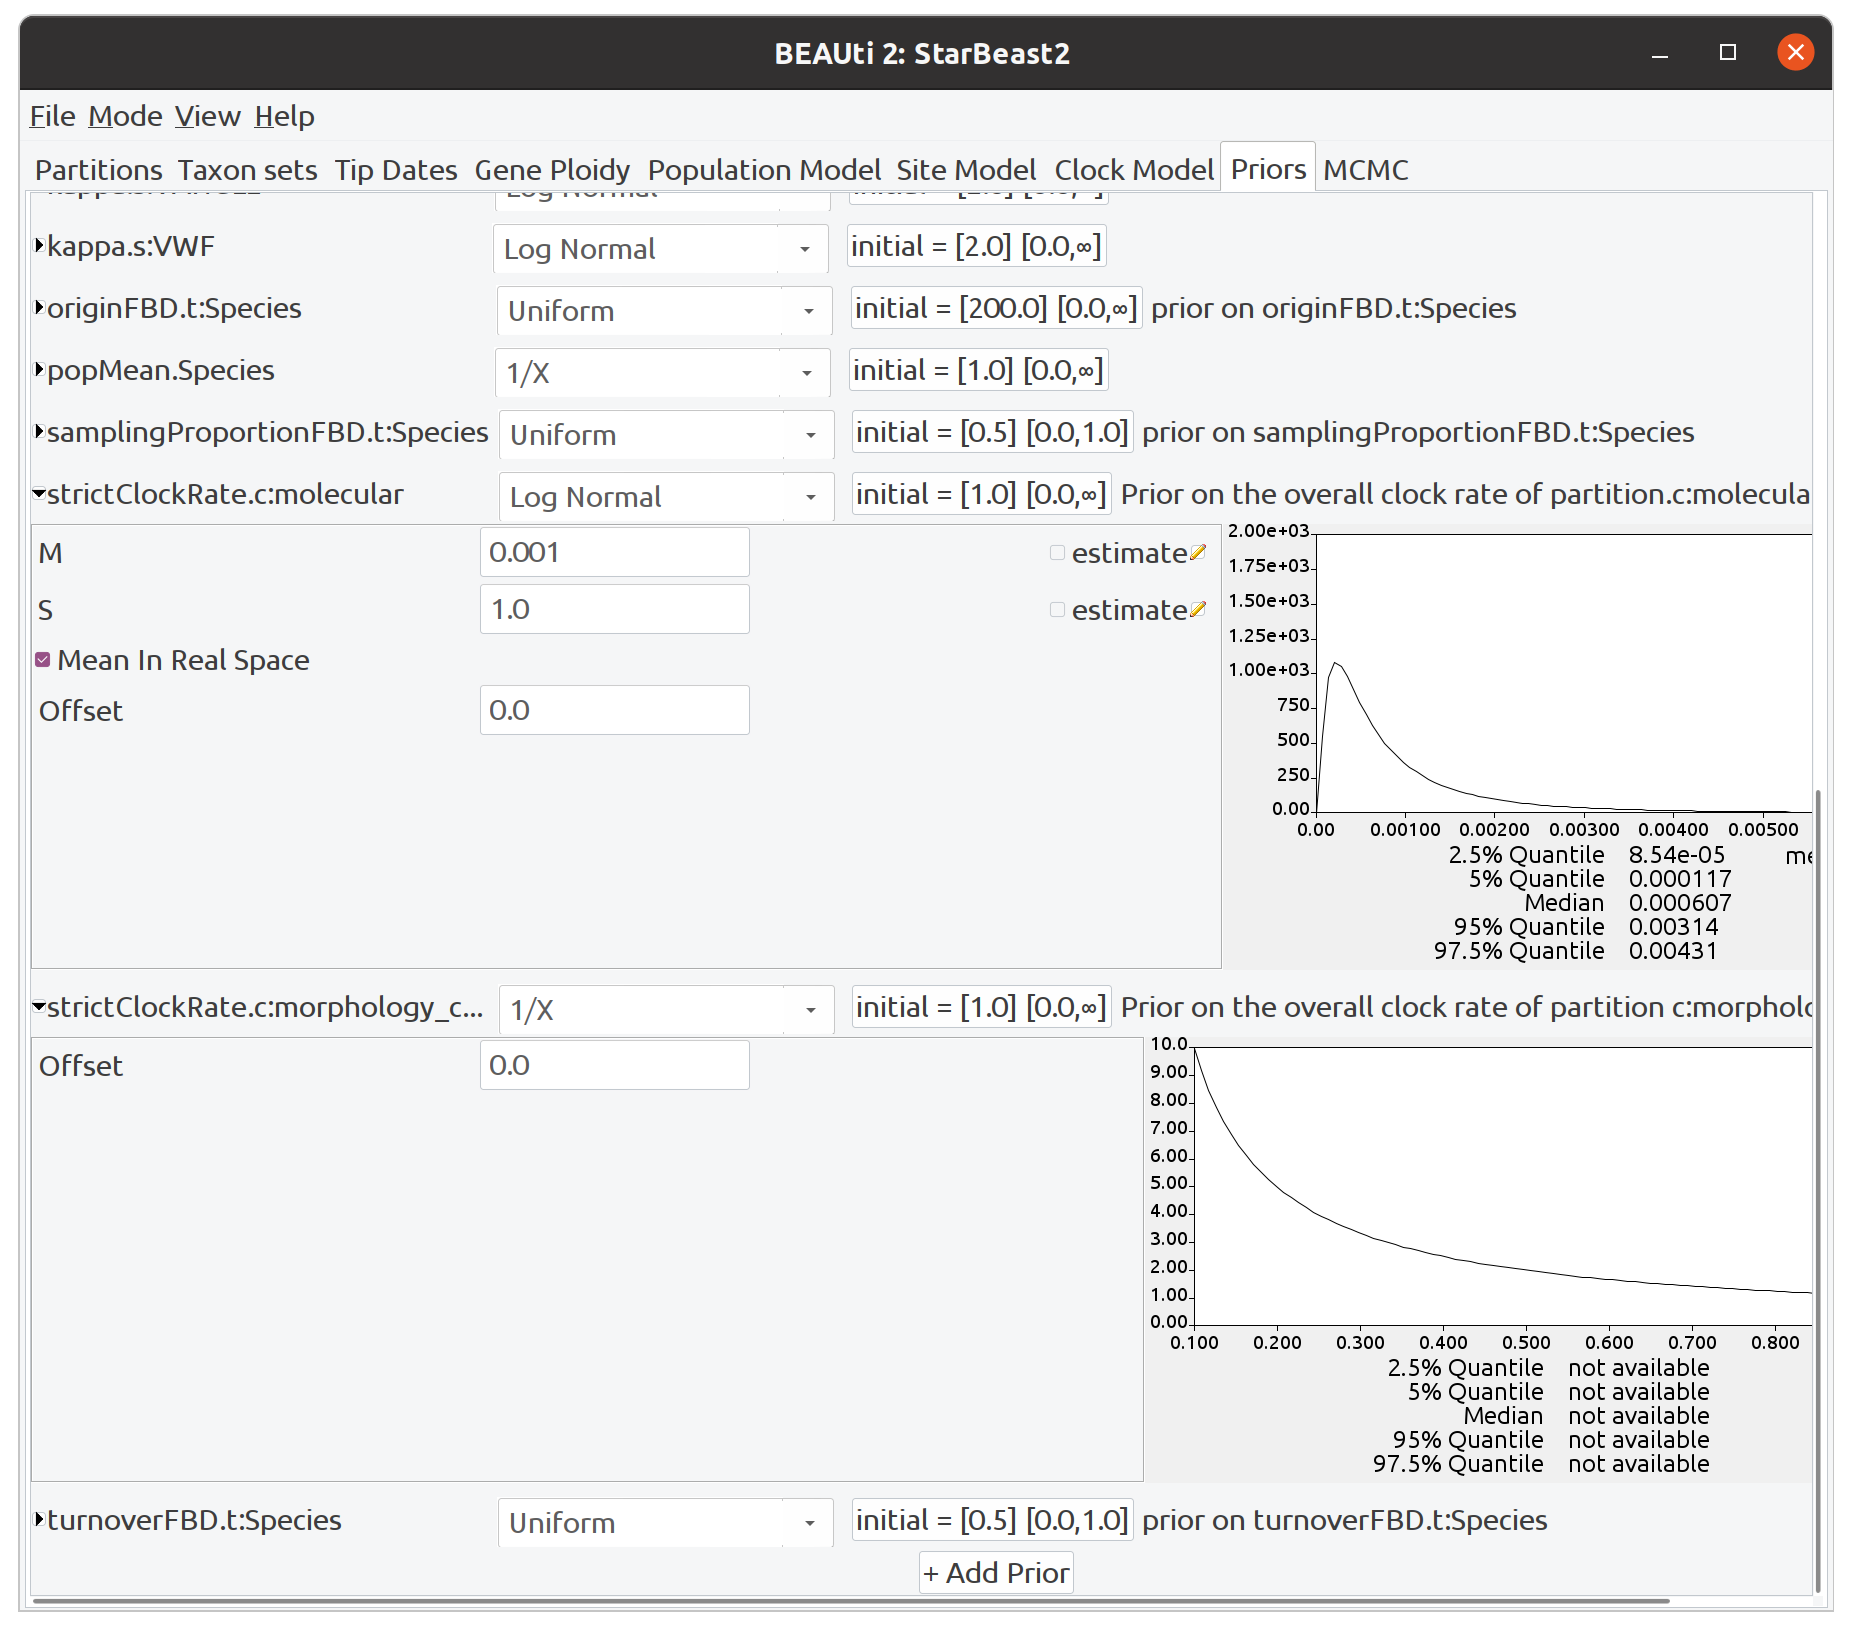 BEAUti 2: StarBeast2
File Mode View Help
Partitions Taxon sets Tip Dates Gene Ploidy Population Model Site Model Clock Model Priors MCMC
kappa.s:VWF Log Normal initial = [2.0] [0.0,∞]
originFBD.t:Species Uniform initial = [200.0] [0.0,∞] prior on originFBD.t:Species
popMean.Species 1/X initial = [1.0] [0.0,∞]
samplingProportionFBD.t:Species Uniform initial = [0.5] [0.0,1.0] prior on samplingProportionFBD.t:Species
strictClockRate.c:molecular Log Normal initial = [1.0] [0.0,∞] Prior on the overall clock rate of partition.c:molecula
M 0.001 estimate
S 1.0 estimate
Mean In Real Space
Offset 0.0
2.00e+03
1.75e+03
1.50e+03
1.25e+03
1.00e+03
750
500
250
0.00
0.00 0.00100 0.00200 0.00300 0.00400 0.00500
2.5% Quantile 8.54e-05 me
5% Quantile 0.000117
Median 0.000607
95% Quantile 0.00314
97.5% Quantile 0.00431
strictClockRate.c:morphology_c... 1/X initial = [1.0] [0.0,∞] Prior on the overall clock rate of partition c:morpholo
Offset 0.0
10.0
9.00
8.00
7.00
6.00
5.00
4.00
3.00
2.00
1.00
0.00
0.100 0.200 0.300 0.400 0.500 0.600 0.700 0.800
2.5% Quantile not available
5% Quantile not available
Median not available
95% Quantile not available
97.5% Quantile not available
turnoverFBD.t:Species Uniform initial = [0.5] [0.0,1.0] prior on turnoverFBD.t:Species
+ Add Prior